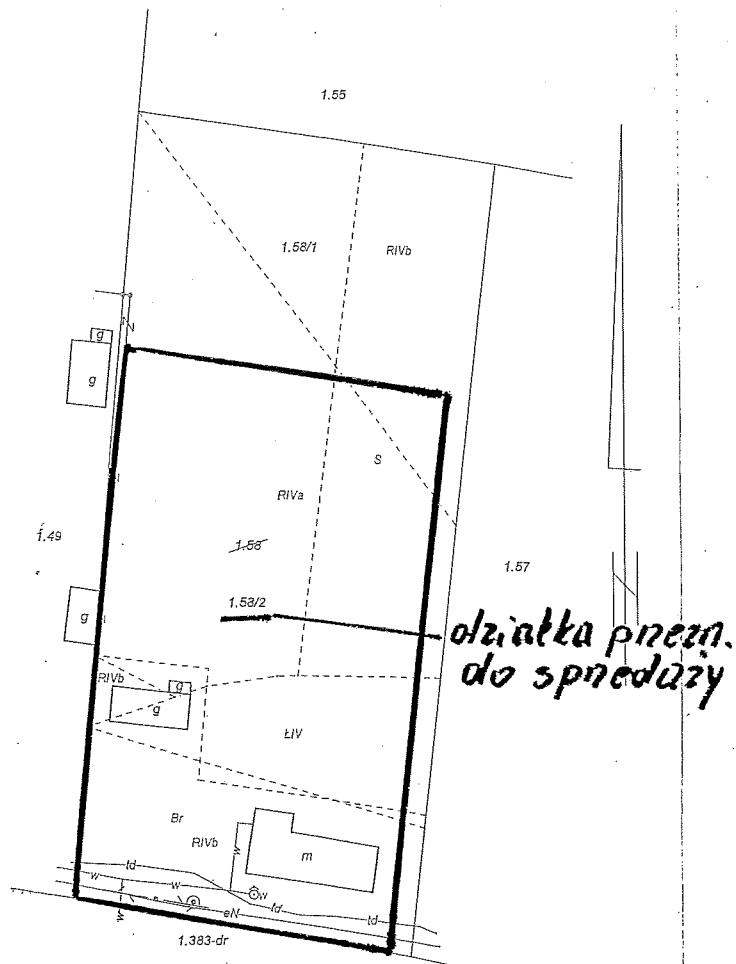 1.55
1.58/1
RIVb
g
g
S
RIVa
1.49
1.58
1.57
1.58/2
działka przezn.
do sprzedaży
g
RIVb
g
g
ŁIV
Br
RIVb
w
m
td
w
w
w
td
td
eN
w
1.383-dr